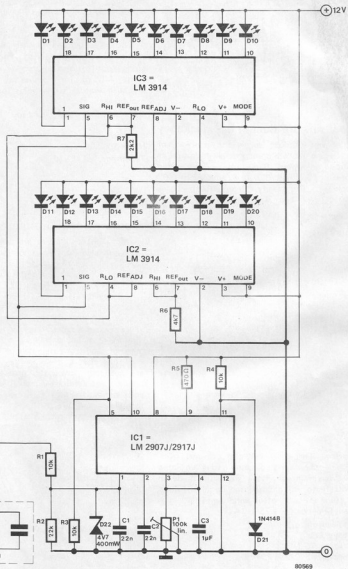 + 12V
D1 D2 D3 D4 D5 D6 D7 D8 D9 D10
18 17 16 15 14 13 12 11 10
IC3 =
LM 3914
1 SIG RHI REFout REFADJ V− RLO V+ MODE
1 5 6 7 8 2 4 3 9
R7
2k2
D11 D12 D13 D14 D15 D16 D17 D18 D19 D20
18 17 16 15 14 13 12 11 10
IC2 =
LM 3914
1 SIG RLO REFADJ RHI REFout V− V+ MODE
1 5 4 8 6 7 2 3 9
R6
4k7
R5
470Ω
R4
10k
5 10 8 9 11
IC1 =
LM 2907J/2917J
1 2 3 4 12
R1
10k
R2
22k
R3
10k
D22
4V7
400mW
C1
22n
C2
22n
P1
100k
lin.
C3
1µF
1N4148
D21
0
80569